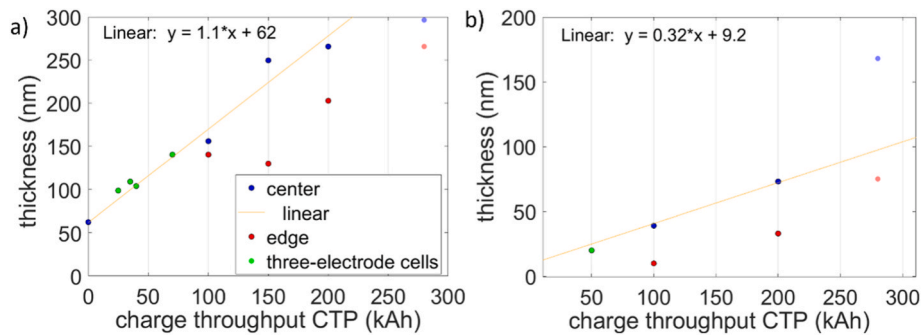 a)
Linear: y = 1.1*x + 62
thickness (nm)
300
250
200
150
100
50
0
center
linear
edge
three-electrode cells
0 50 100 150 200 250 300
charge throughput CTP (kAh)
b)
Linear: y = 0.32*x + 9.2
thickness (nm)
200
150
100
50
0
50 100 150 200 250 300
charge throughput CTP (kAh)